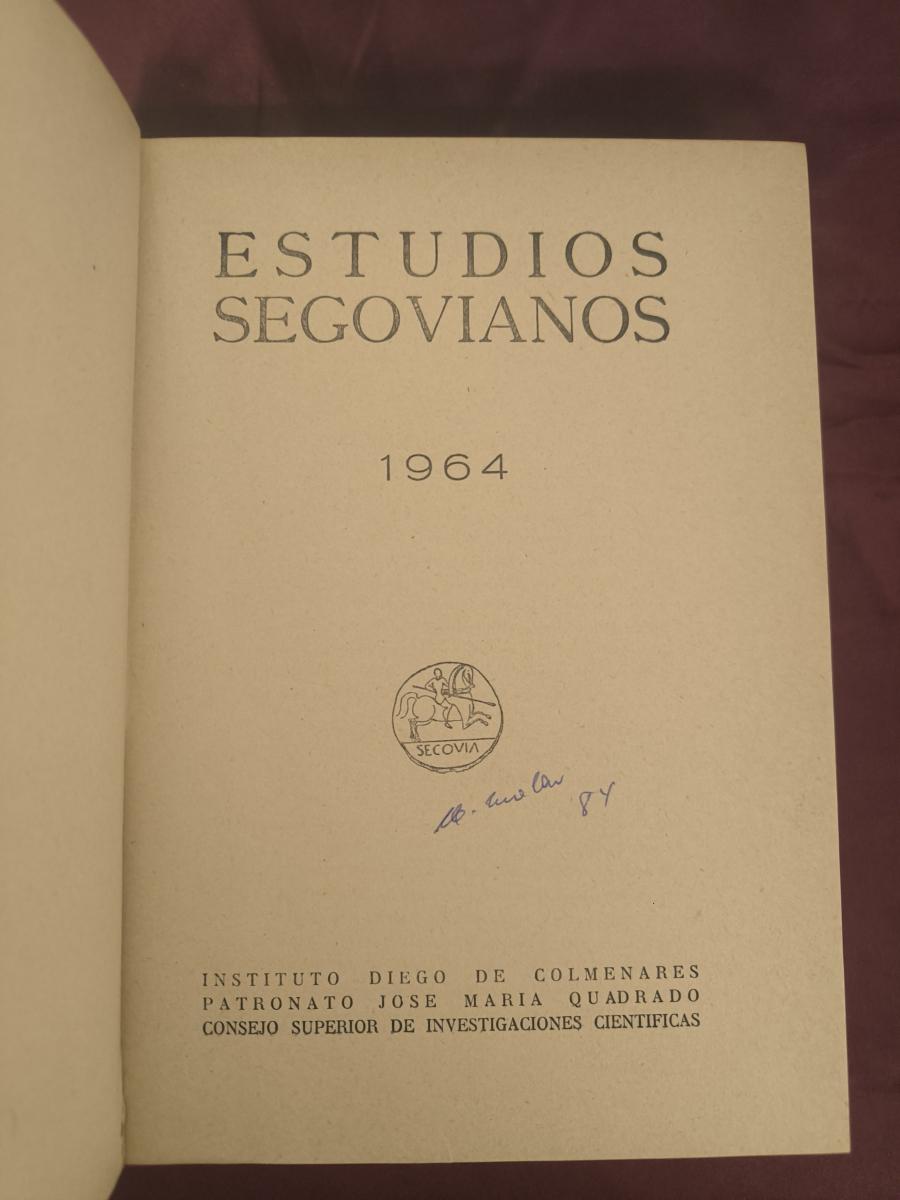 ESTUDIOS
SEGOVIANOS
1964
SECOVIA
84
INSTITUTO DIEGO DE COLMENARES
PATRONATO JOSE MARIA QUADRADO
CONSEJO SUPERIOR DE INVESTIGACIONES CIENTIFICAS